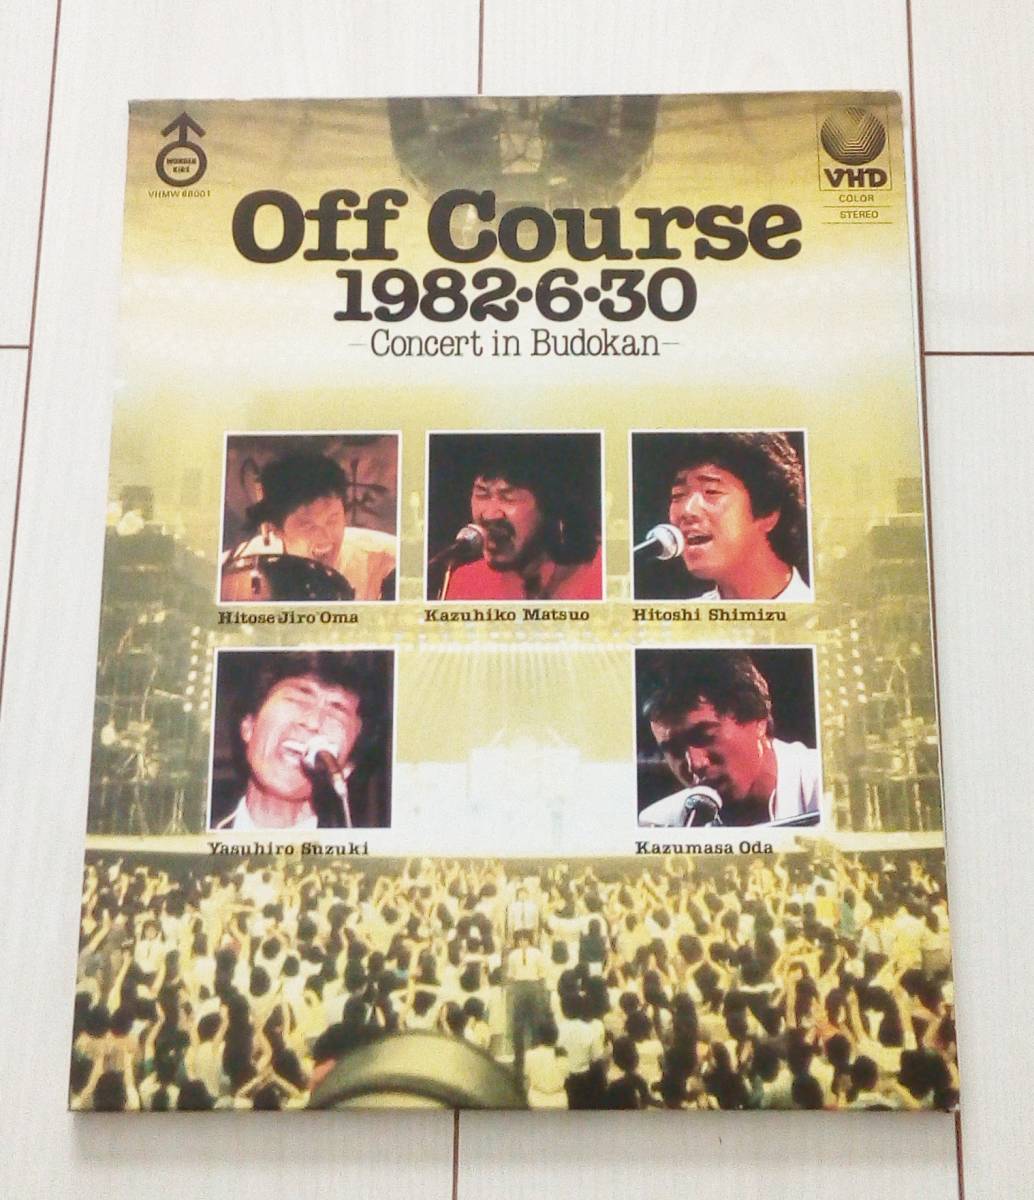 WONDER
KIDS
VHMW 68001
VHD
COLOR
STEREO
Off Course
1982·6·30
–Concert in Budokan–
Hitose"Jiro"Oma
Kazuhiko Matsuo
Hitoshi Shimizu
Yasuhiro Suzuki
Kazumasa Oda